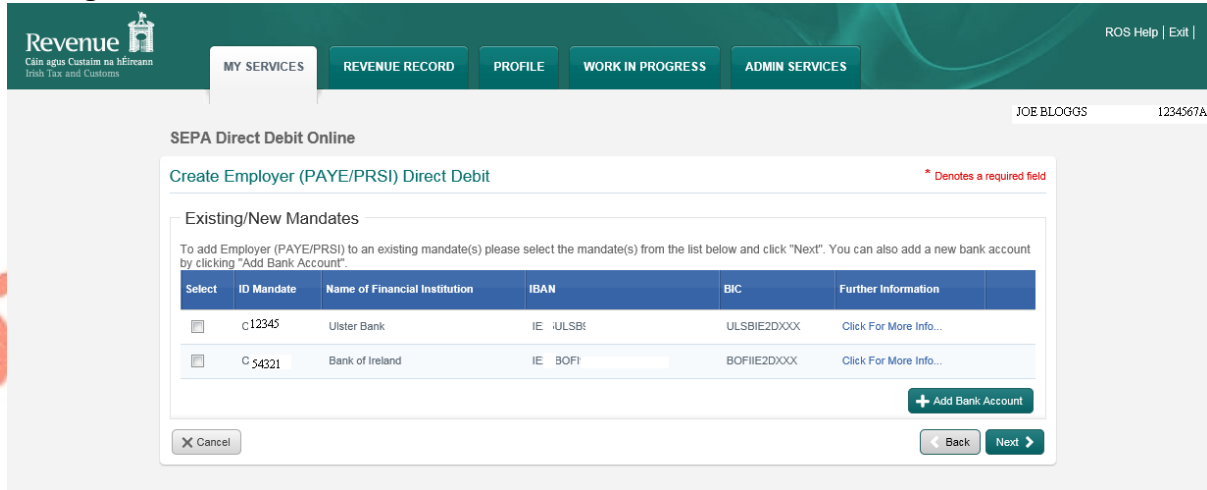 Revenue
Cáin agus Custaim na hÉireann
Irish Tax and Customs
ROS Help | Exit |
MY SERVICES
REVENUE RECORD
PROFILE
WORK IN PROGRESS
ADMIN SERVICES
JOE BLOGGS 1234567A
SEPA Direct Debit Online
Create Employer (PAYE/PRSI) Direct Debit
* Denotes a required field
Existing/New Mandates
To add Employer (PAYE/PRSI) to an existing mandate(s) please select the mandate(s) from the list below and click "Next". You can also add a new bank account
by clicking "Add Bank Account".
Select ID Mandate Name of Financial Institution IBAN BIC Further Information
C12345 Ulster Bank IE ULSB ULSBIE2DXXX Click For More Info...
C 54321 Bank of Ireland IE BOFI BOFIIE2DXXX Click For More Info...
Add Bank Account
Cancel
Back
Next